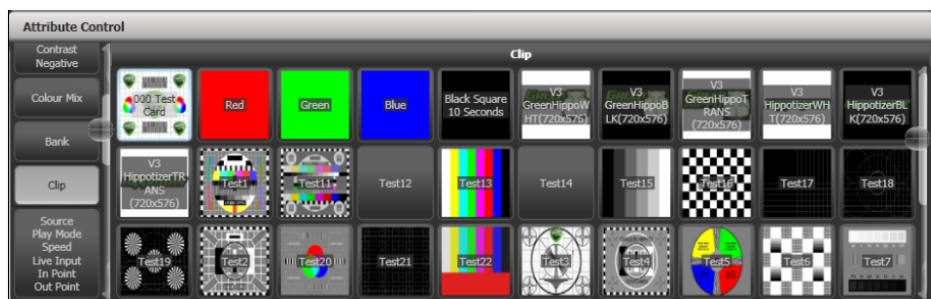 Attribute Control
Contrast
Negative
Colour Mix
Bank
Clip
Source
Play Mode
Speed
Live Input
In Point
Out Point
Clip
000 Test
Card
Red
Green
Blue
Black Square
10 Seconds
V3
GreenHippoW
HT(720x576)
V3
GreenHippoB
LK(720x576)
V3
GreenHippoT
RANS
(720x576)
V3
HippotizerWH
T(720x576)
V3
HippotizerBL
K(720x576)
V3
HippotizerTR
ANS
(720x576)
Test1
Test11
Test12
Test13
Test14
Test15
Test16
Test17
Test18
Test19
Test2
Test20
Test21
Test22
Test3
Test4
Test5
Test6
Test7